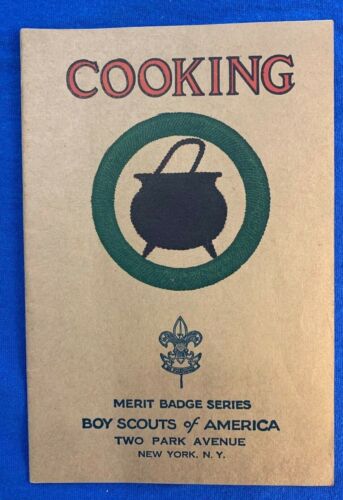 COOKING
MERIT BADGE SERIES
BOY SCOUTS of AMERICA
TWO PARK AVENUE
NEW YORK, N. Y.